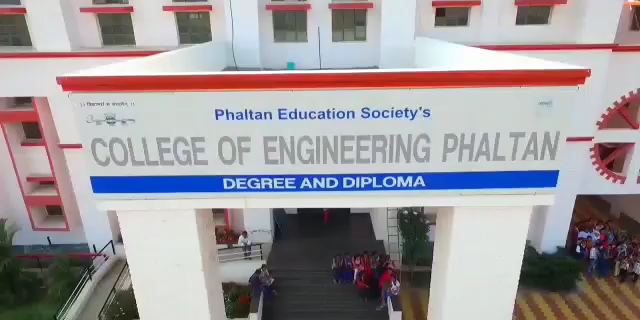 Phaltan Education Society's
COLLEGE OF ENGINEERING PHALTAN
DEGREE AND DIPLOMA